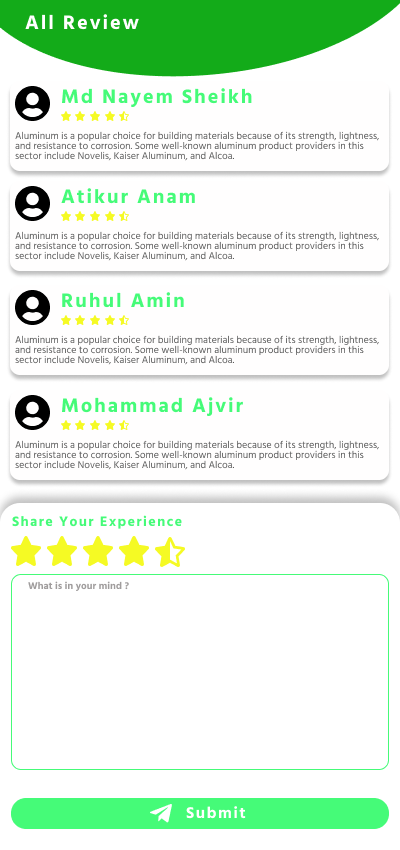 All Review
Md Nayem Sheikh
Aluminum is a popular choice for building materials because of its strength, lightness,
and resistance to corrosion. Some well-known aluminum product providers in this
sector include Novelis, Kaiser Aluminum, and Alcoa.
Atikur Anam
Aluminum is a popular choice for building materials because of its strength, lightness,
and resistance to corrosion. Some well-known aluminum product providers in this
sector include Novelis, Kaiser Aluminum, and Alcoa.
Ruhul Amin
Aluminum is a popular choice for building materials because of its strength, lightness,
and resistance to corrosion. Some well-known aluminum product providers in this
sector include Novelis, Kaiser Aluminum, and Alcoa.
Mohammad Ajvir
Aluminum is a popular choice for building materials because of its strength, lightness,
and resistance to corrosion. Some well-known aluminum product providers in this
sector include Novelis, Kaiser Aluminum, and Alcoa.
Share Your Experience
What is in your mind ?
Submit